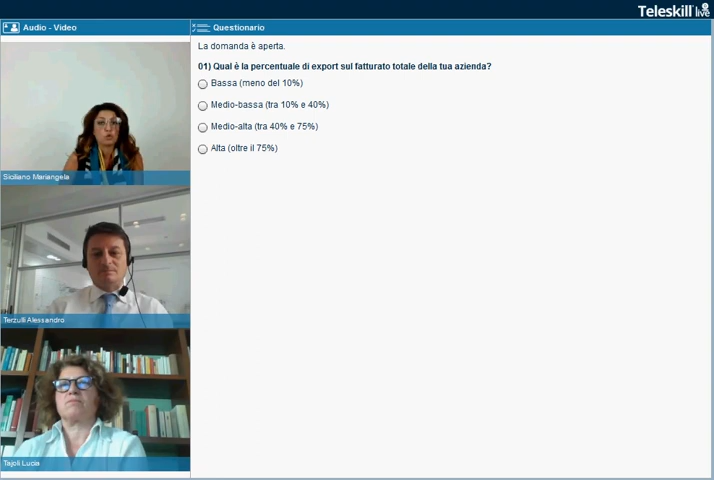 Teleskill live
Audio - Video
Questionario
La domanda è aperta.
01) Qual è la percentuale di export sul fatturato totale della tua azienda?
Bassa (meno del 10%)
Medio-bassa (tra 10% e 40%)
Medio-alta (tra 40% e 75%)
Alta (oltre il 75%)
Siciliano Mariangela
Terzulli Alessandro
Tajoli Lucia